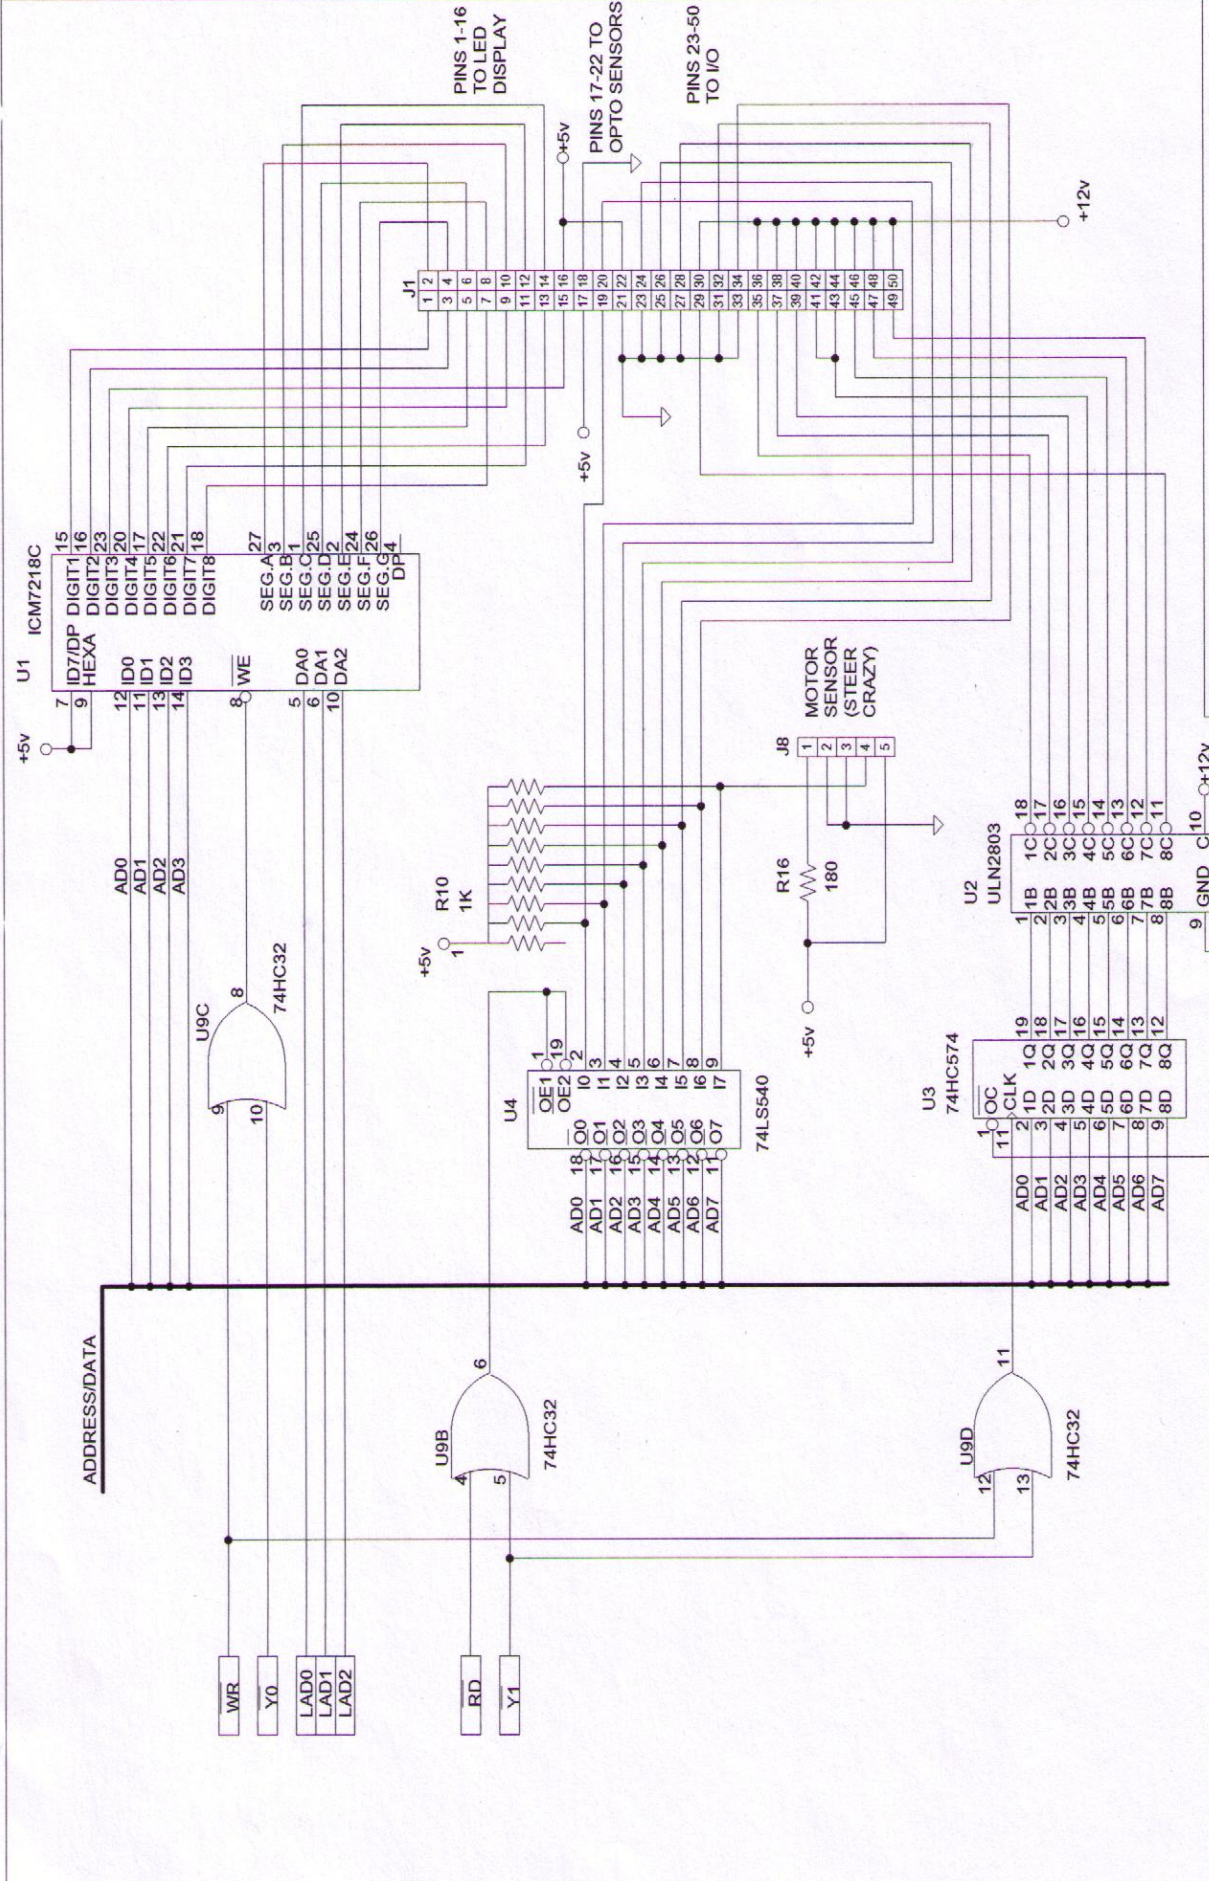 PINS 1-16
TO LED
DISPLAY
PINS 17-22 TO
OPTO SENSORS
PINS 23-50
TO I/O
+5v
+12v
J1
1 2
3 4
5 6
7 8
9 10
11 12
13 14
15 16
17 18
19 20
21 22
23 24
25 26
27 28
29 30
31 32
33 34
35 36
37 38
39 40
41 42
43 44
45 46
47 48
49 50
+5v
U1
ICM7218C
+5v
7 ID7/DP
9 HEXA
12 ID0
11 ID1
13 ID2
14 ID3
8 WE
5 DA0
6 DA1
10 DA2
DIGIT1 15
DIGIT2 16
DIGIT3 23
DIGIT4 20
DIGIT5 17
DIGIT6 22
DIGIT7 21
DIGIT8 18
SEG.A 27
SEG.B 3
SEG.C 1
SEG.D 25
SEG.E 2
SEG.F 24
SEG.G 26
DP 4
AD0
AD1
AD2
AD3
U9C
9
10
8
74HC32
R10
1K
+5v
1
J8
1
2
3
4
5
MOTOR
SENSOR
(STEER
CRAZY)
R16
180
+5v
U4
OE1 1
OE2 19
18 O0 I0 2
17 O1 I1 3
16 O2 I2 4
15 O3 I3 5
14 O4 I4 6
13 O5 I5 7
12 O6 I6 8
11 O7 I7 9
74LS540
AD0
AD1
AD2
AD3
AD4
AD5
AD6
AD7
U2
ULN2803
1 1B 1C 18
2 2B 2C 17
3 3B 3C 16
4 4B 4C 15
5 5B 5C 14
6 6B 6C 13
7 7B 7C 12
8 8B 8C 11
9 GND C 10
+12v
U3
74HC574
1 OC
11 CLK
2 1D 1Q 19
3 2D 2Q 18
4 3D 3Q 17
5 4D 4Q 16
6 5D 5Q 15
7 6D 6Q 14
8 7D 7Q 13
9 8D 8Q 12
AD0
AD1
AD2
AD3
AD4
AD5
AD6
AD7
ADDRESS/DATA
U9B
4
5
6
74HC32
U9D
12
13
11
74HC32
WR
Y0
LAD0
LAD1
LAD2
RD
Y1